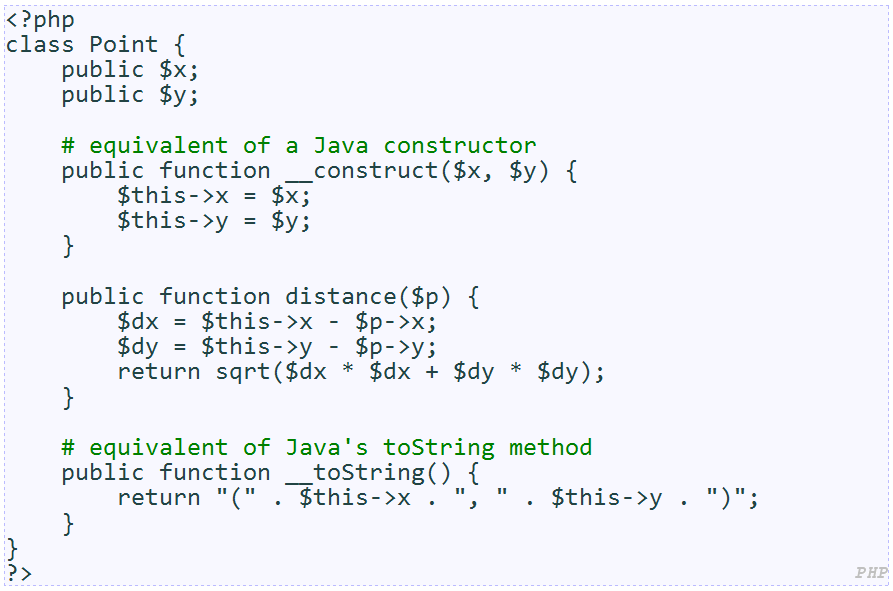 <?php
class Point {
    public $x;
    public $y;

    # equivalent of a Java constructor
    public function __construct($x, $y) {
        $this->x = $x;
        $this->y = $y;
    }

    public function distance($p) {
        $dx = $this->x - $p->x;
        $dy = $this->y - $p->y;
        return sqrt($dx * $dx + $dy * $dy);
    }

    # equivalent of Java's toString method
    public function __toString() {
        return "(" . $this->x . ", " . $this->y . ")";
    }
}
?>
PHP